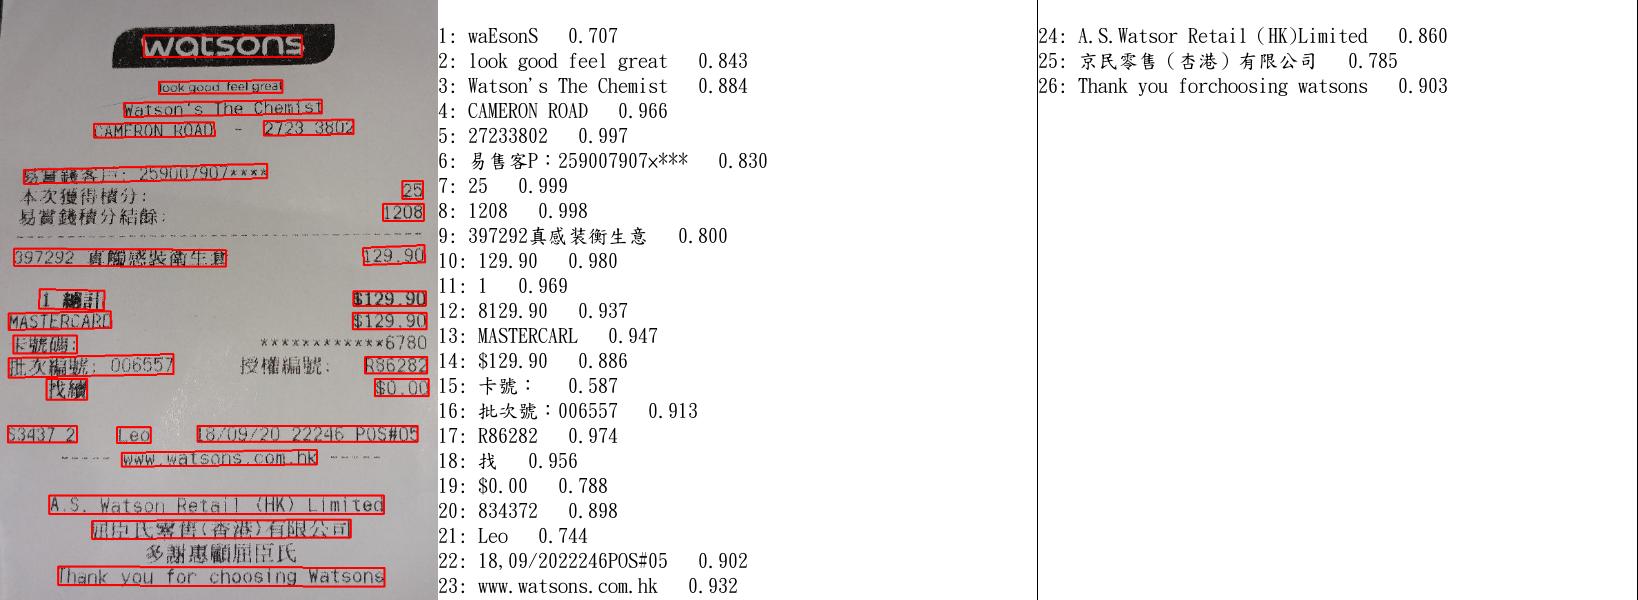 watsons
look good feel great
Watson's The Chemist
CAMERON ROAD - 2723 3802
易賞錢客戶: 259007907****
本次獲得積分: 25
易賞錢積分結餘: 1208
397292 真觸感裝衛生套 129.90
1 總計 $129.90
MASTERCARD $129.90
卡號碼: ************6780
批次編號: 006557 授權編號: R86282
找續 $0.00
S3437 2 Leo 18/09/20 22246 POS#05
----- www.watsons.com.hk -----
A.S. Watson Retail (HK) Limited
屈臣氏零售(香港)有限公司
多謝惠顧屈臣氏
Thank you for choosing Watsons
1: waEsonS 0.707
2: look good feel great 0.843
3: Watson's The Chemist 0.884
4: CAMERON ROAD 0.966
5: 27233802 0.997
6: 易售客P：259007907×*** 0.830
7: 25 0.999
8: 1208 0.998
9: 397292真感装衡生意 0.800
10: 129.90 0.980
11: 1 0.969
12: 8129.90 0.937
13: MASTERCARL 0.947
14: $129.90 0.886
15: 卡號： 0.587
16: 批次號：006557 0.913
17: R86282 0.974
18: 找 0.956
19: $0.00 0.788
20: 834372 0.898
21: Leo 0.744
22: 18,09/2022246POS#05 0.902
23: www.watsons.com.hk 0.932
24: A.S.Watsor Retail (HK)Limited 0.860
25: 京民零售（杏港）有限公司 0.785
26: Thank you forchoosing watsons 0.903